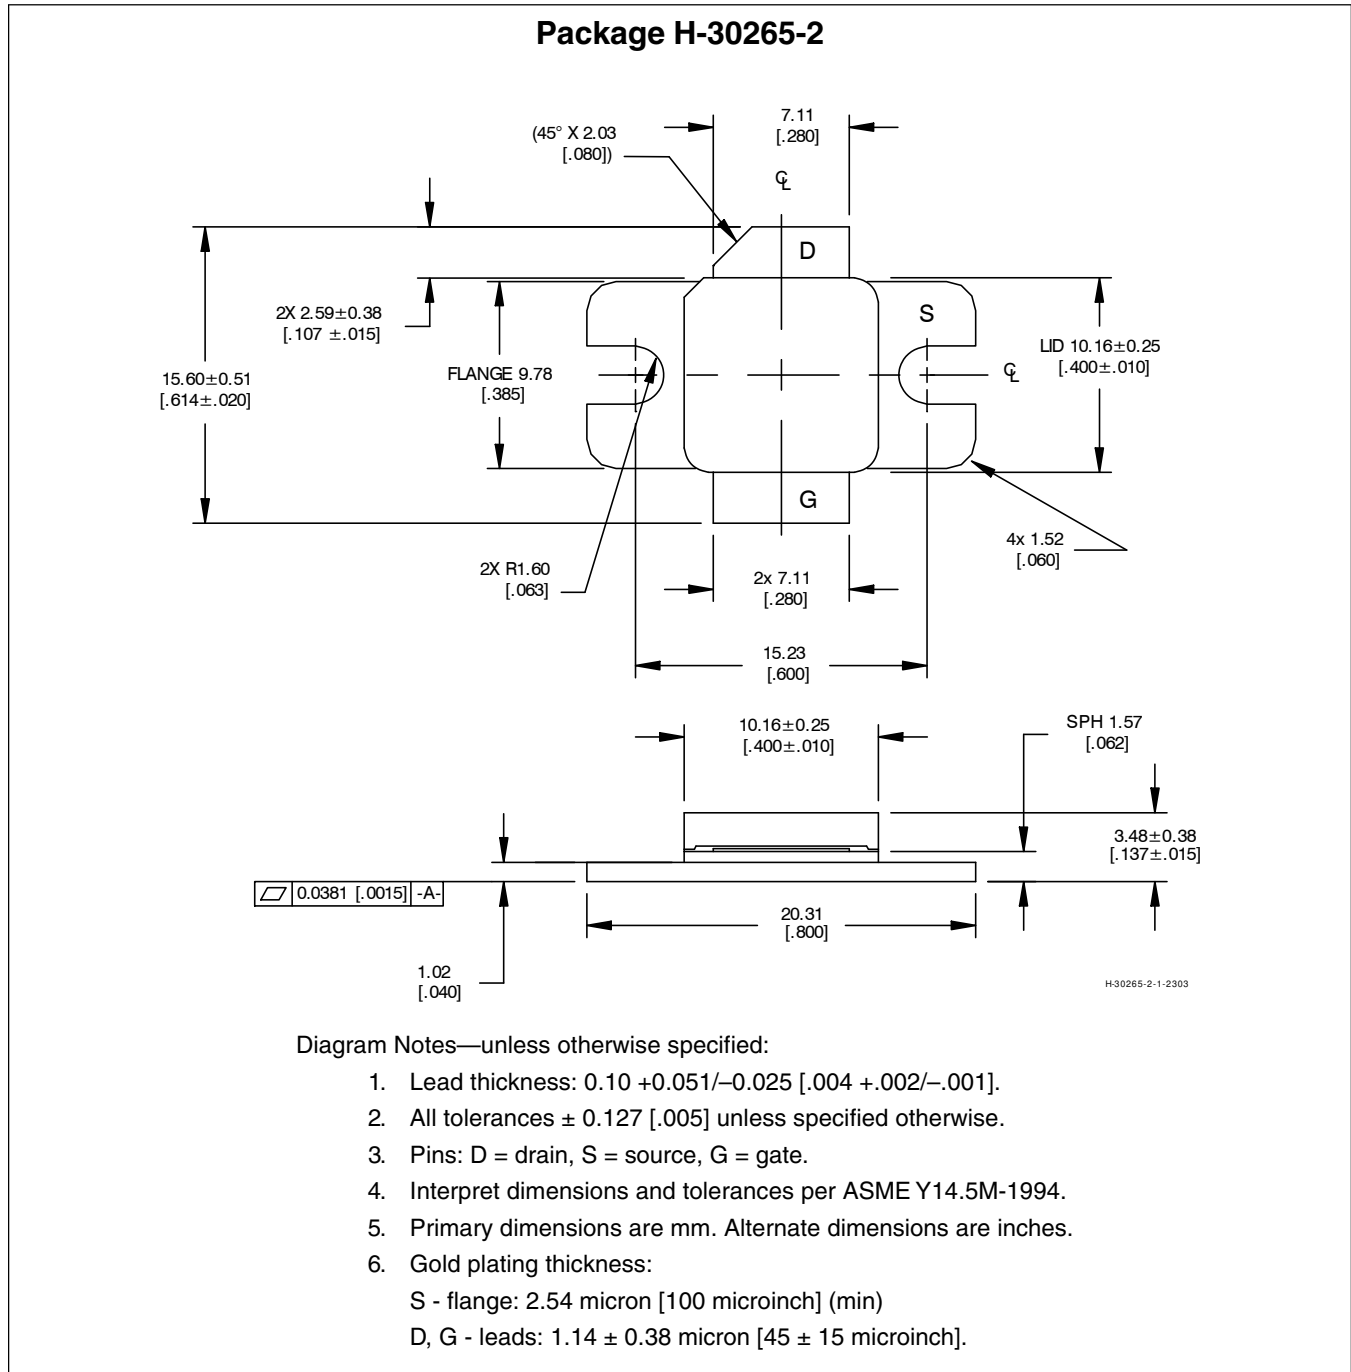 Package H-30265-2
7.11
[.280]
(45° X 2.03
[.080])
℄
D
2X 2.59±0.38
[.107 ±.015]
S
LID 10.16±0.25
[.400±.010]
FLANGE 9.78
[.385]
℄
15.60±0.51
[.614±.020]
G
4x 1.52
[.060]
2X R1.60
[.063]
2x 7.11
[.280]
15.23
[.600]
10.16±0.25
[.400±.010]
SPH 1.57
[.062]
3.48±0.38
[.137±.015]
⏥ 0.0381 [.0015] -A-
20.31
[.800]
1.02
[.040]
H-30265-2-1-2303
Diagram Notes—unless otherwise specified:
1. Lead thickness: 0.10 +0.051/–0.025 [.004 +.002/–.001].
2. All tolerances ± 0.127 [.005] unless specified otherwise.
3. Pins: D = drain, S = source, G = gate.
4. Interpret dimensions and tolerances per ASME Y14.5M-1994.
5. Primary dimensions are mm. Alternate dimensions are inches.
6. Gold plating thickness:
S - flange: 2.54 micron [100 microinch] (min)
D, G - leads: 1.14 ± 0.38 micron [45 ± 15 microinch].